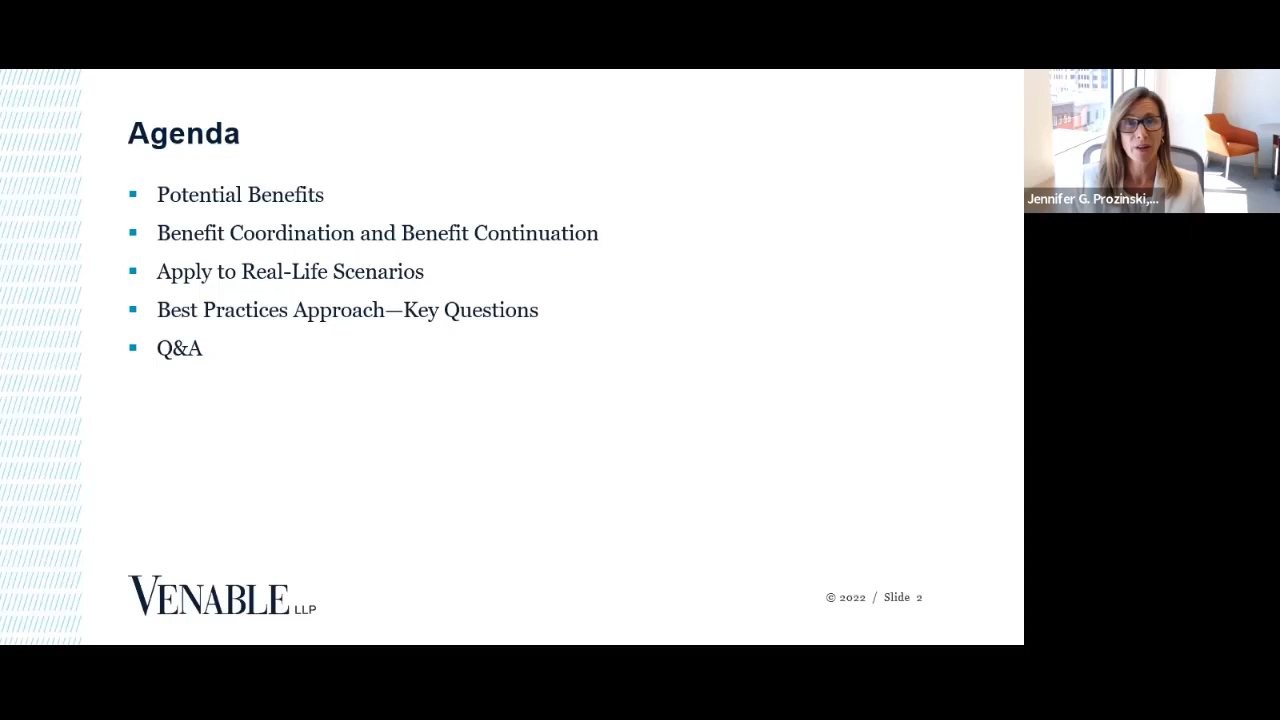 Agenda
Potential Benefits
Benefit Coordination and Benefit Continuation
Apply to Real-Life Scenarios
Best Practices Approach—Key Questions
Q&A
VENABLE LLP
© 2022 / Slide 2
Jennifer G. Prozinski,...